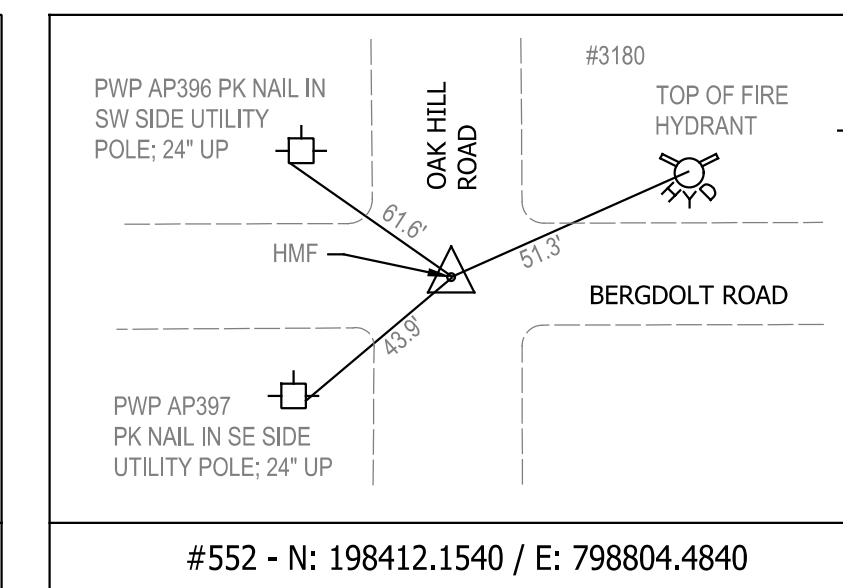 #3180
PWP AP396 PK NAIL IN
SW SIDE UTILITY
POLE; 24" UP
OAK HILL
ROAD
TOP OF FIRE
HYDRANT
HYD
61.6'
HMF
51.3'
BERGDOLT ROAD
43.9'
PWP AP397
PK NAIL IN SE SIDE
UTILITY POLE; 24" UP
#552 - N: 198412.1540 / E: 798804.4840